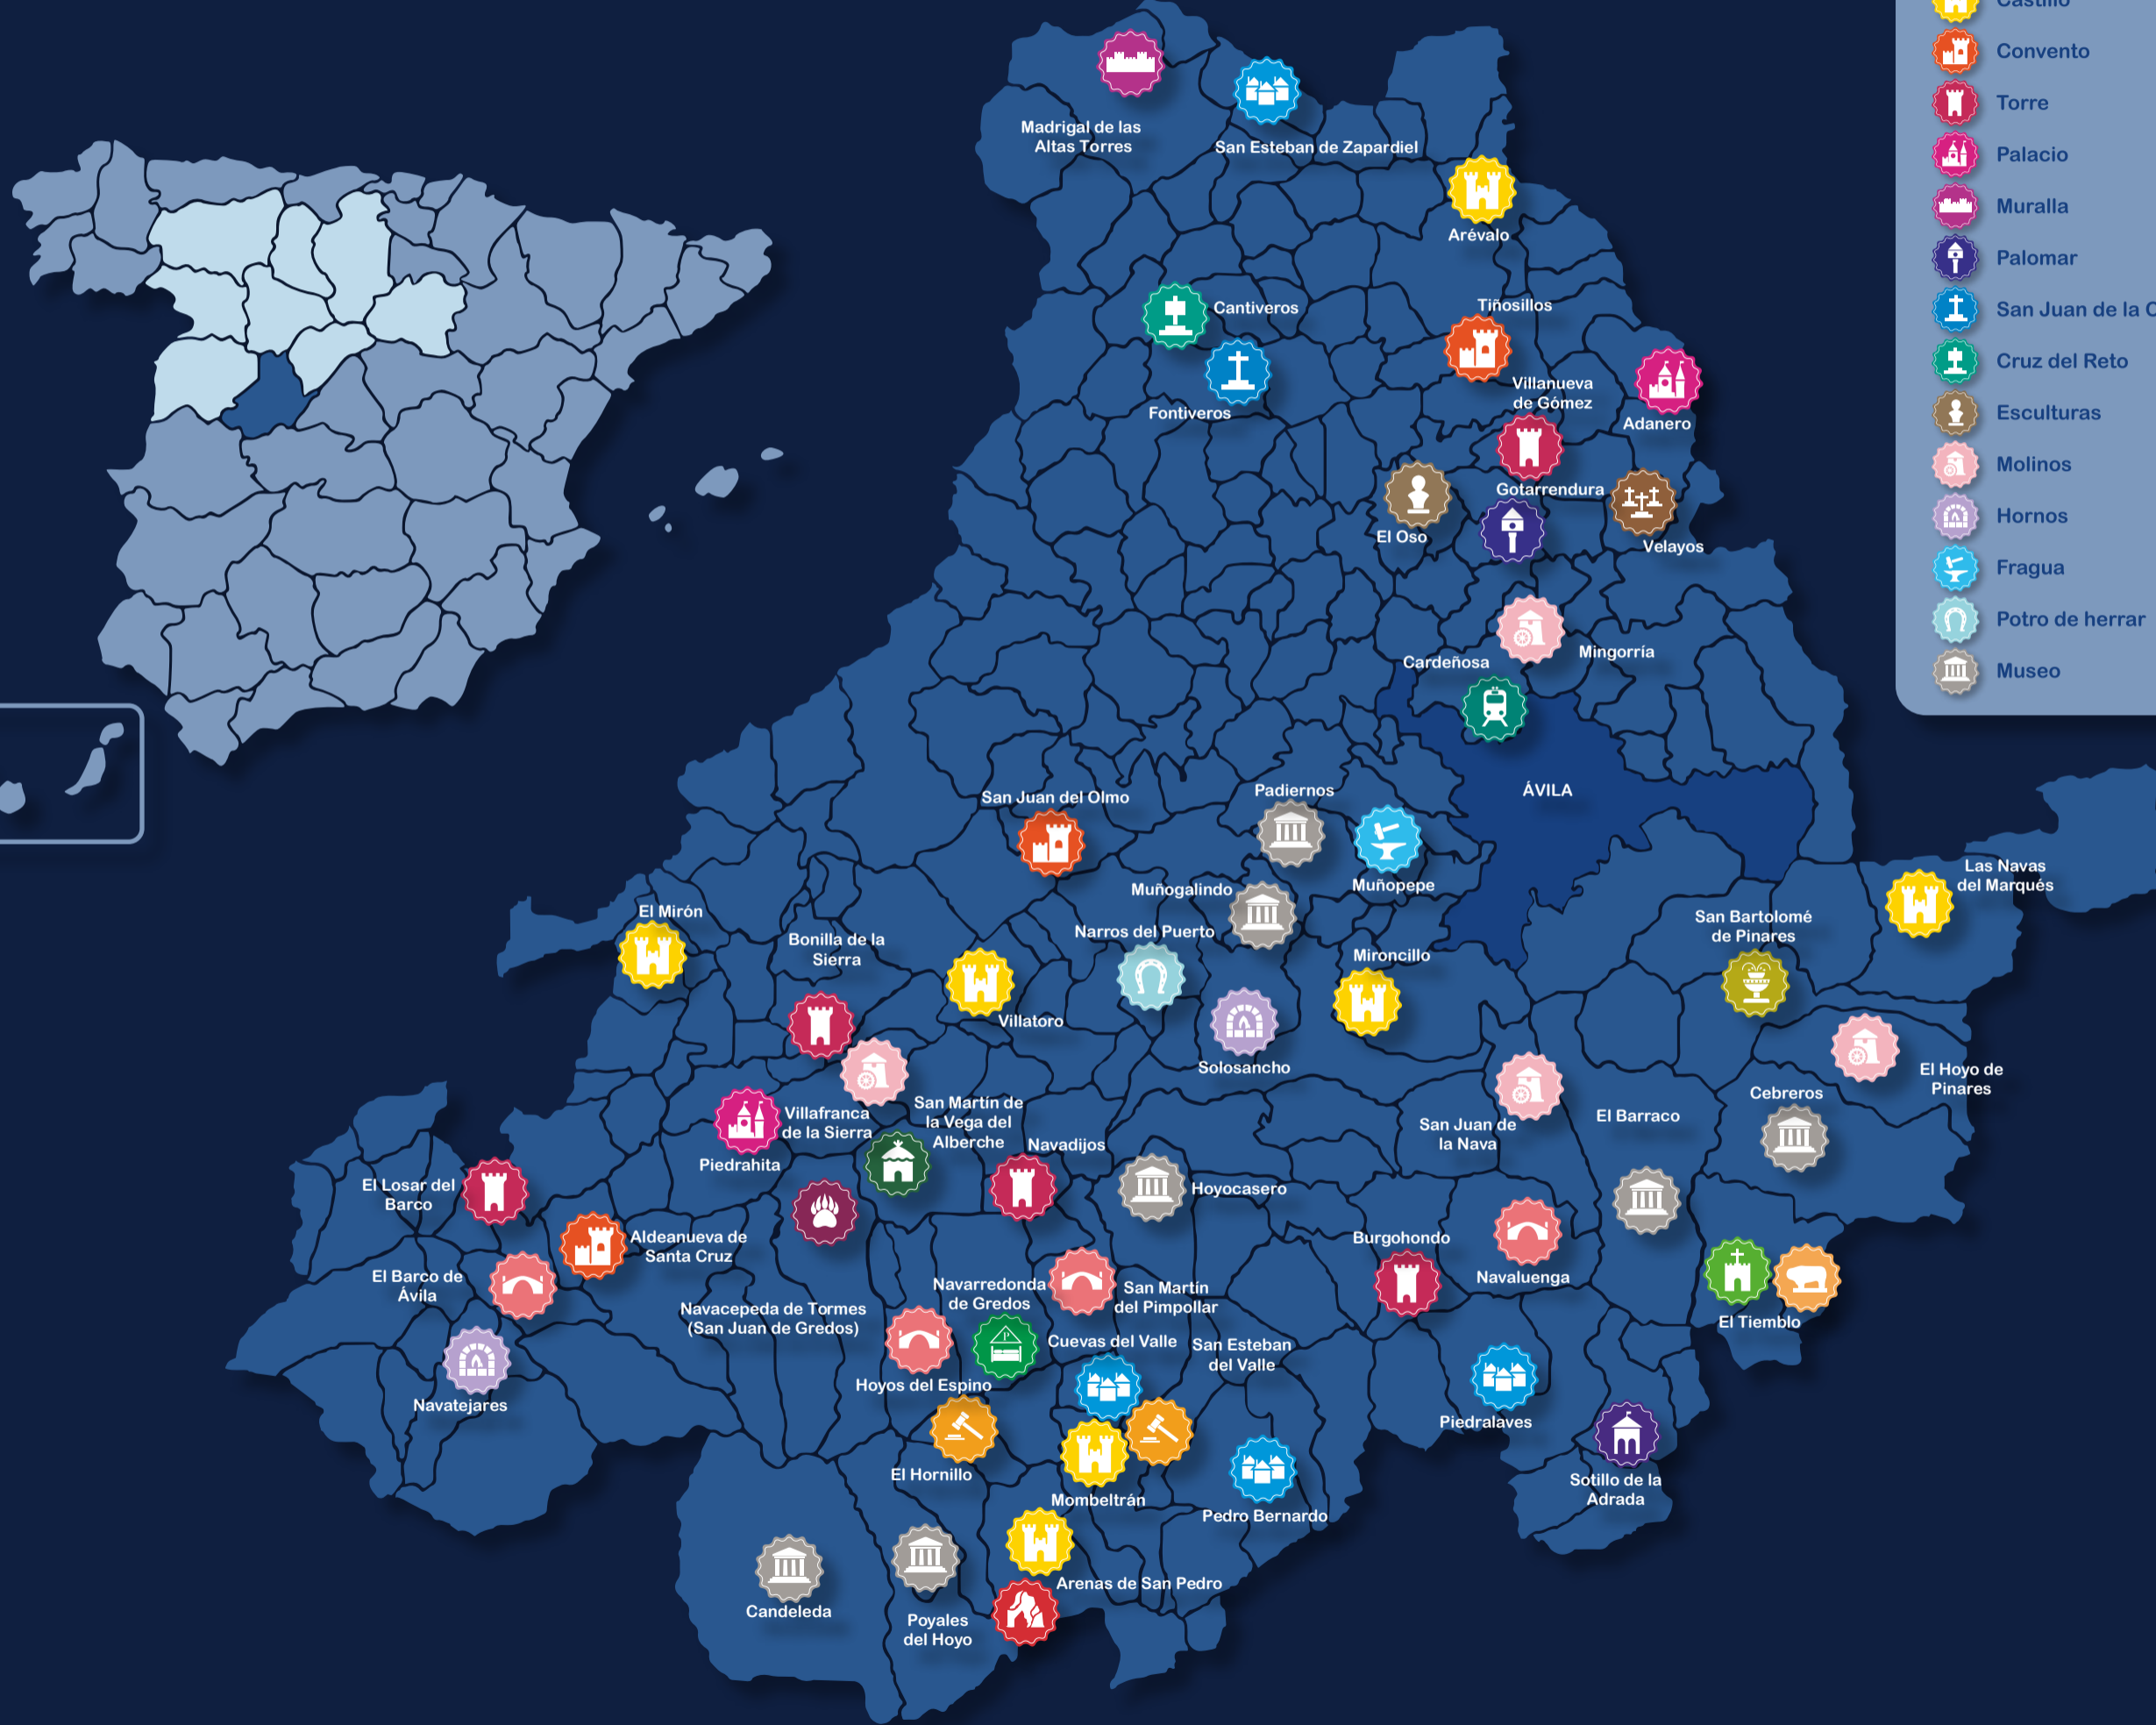 Castillo
Convento
Torre
Palacio
Muralla
Palomar
San Juan de la C
Cruz del Reto
Esculturas
Molinos
Hornos
Fragua
Potro de herrar
Museo
Madrigal de las
Altas Torres
San Esteban de Zapardiel
Arévalo
Cantiveros
Tiñosillos
Fontiveros
Villanueva
de Gómez
Adanero
Gotarrendura
El Oso
Velayos
Mingorría
Cardeñosa
ÁVILA
San Juan del Olmo
Padiernos
Muñopepe
Muñogalindo
Las Navas
del Marqués
El Mirón
San Bartolomé
de Pinares
Bonilla de la
Sierra
Narros del Puerto
Mironcillo
Villatoro
Solosancho
El Hoyo de
Pinares
Cebreros
Villafranca
de la Sierra
San Martín de
la Vega del
Alberche
San Juan de
la Nava
El Barraco
Piedrahita
Navadijos
Hoyocasero
El Losar del
Barco
Aldeanueva de
Santa Cruz
Burgohondo
El Barco de
Ávila
Navaluenga
Navarredonda
de Gredos
San Martín
del Pimpollar
Navacepeda de Tormes
(San Juan de Gredos)
El Tiemblo
Cuevas del Valle
San Esteban
del Valle
Hoyos del Espino
Navatejares
Piedralaves
El Hornillo
Sotillo de la
Adrada
Mombeltrán
Pedro Bernardo
Arenas de San Pedro
Candeleda
Poyales
del Hoyo